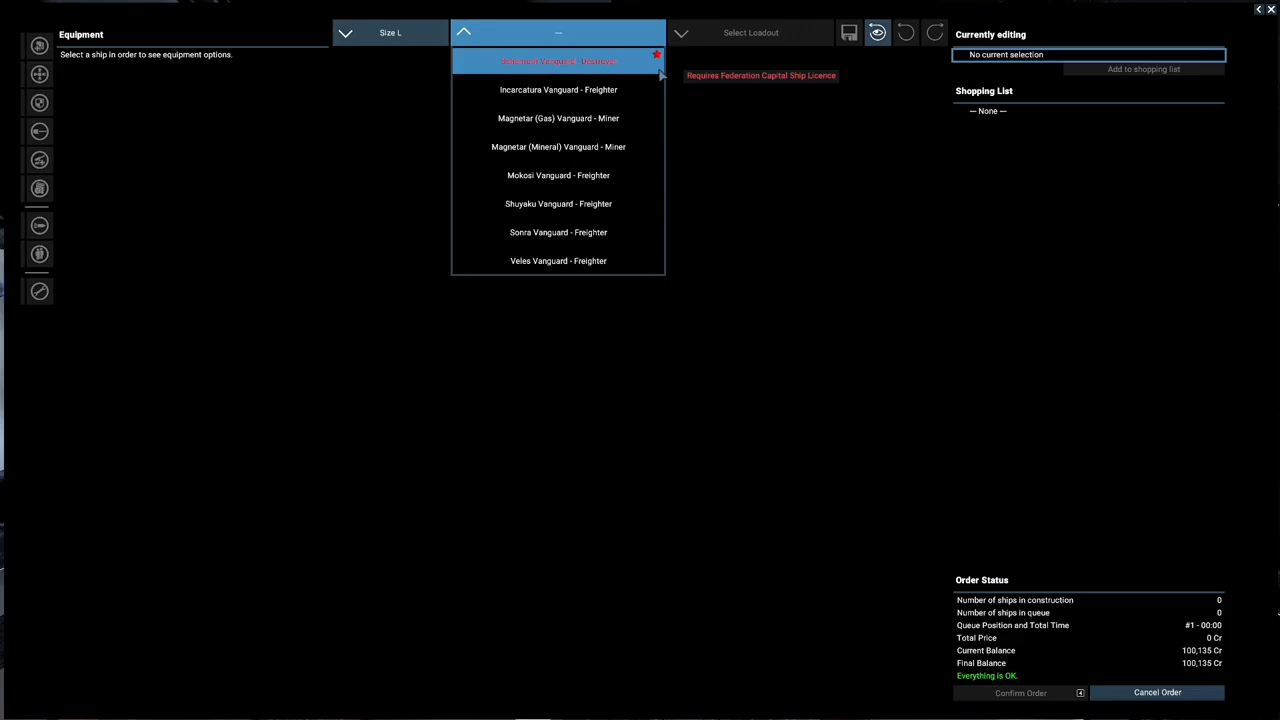 Equipment
Select a ship in order to see equipment options.
Size L
--
Behemoth Vanguard - Destroyer
Incarcatura Vanguard - Freighter
Magnetar (Gas) Vanguard - Miner
Magnetar (Mineral) Vanguard - Miner
Mokosi Vanguard - Freighter
Shuyaku Vanguard - Freighter
Sonra Vanguard - Freighter
Veles Vanguard - Freighter
Select Loadout
Requires Federation Capital Ship Licence
Currently editing
No current selection
Add to shopping list
Shopping List
— None —
Order Status
Number of ships in construction 0
Number of ships in queue 0
Queue Position and Total Time #1 - 00:00
Total Price 0 Cr
Current Balance 100,135 Cr
Final Balance 100,135 Cr
Everything is OK.
Confirm Order
Cancel Order